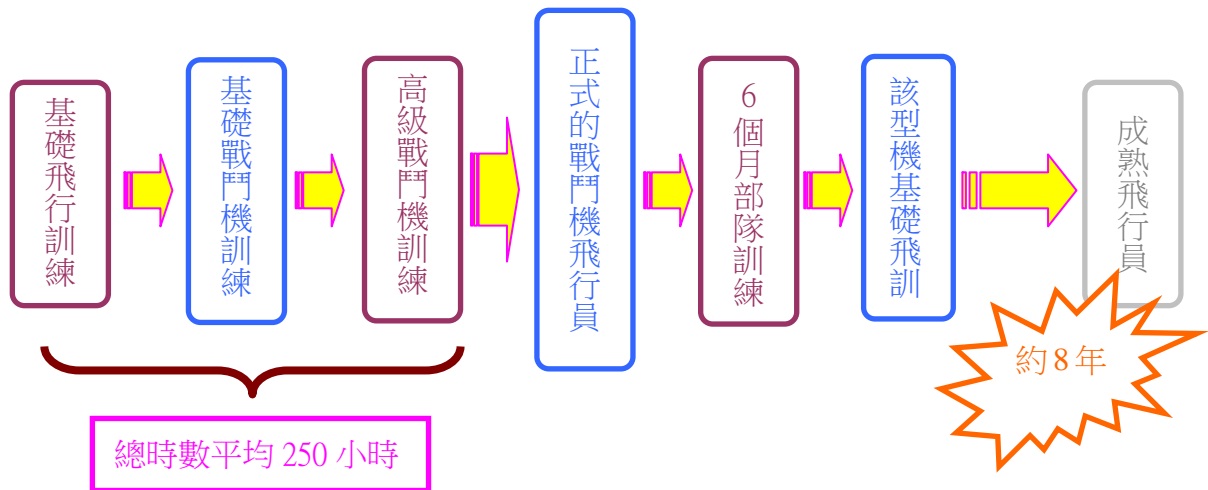 基礎飛行訓練
基礎戰鬥機訓練
高級戰鬥機訓練
正式的戰鬥機飛行員
6個月部隊訓練
該型機基礎飛訓
成熟飛行員
約8年
總時數平均 250 小時